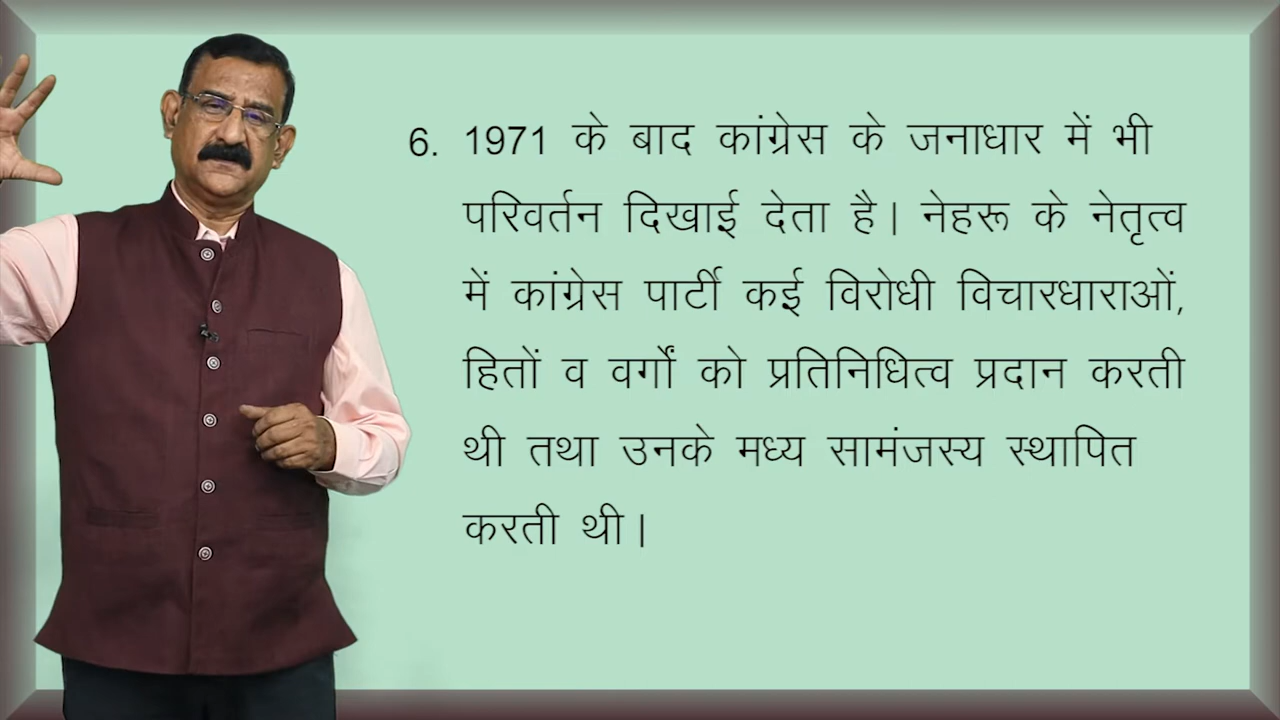 6. 1971 के बाद कांग्रेस के जनाधार में भी
परिवर्तन दिखाई देता है। नेहरू के नेतृत्व
में कांग्रेस पार्टी कई विरोधी विचारधाराओं,
हितों व वर्गों को प्रतिनिधित्व प्रदान करती
थी तथा उनके मध्य सामंजस्य स्थापित
करती थी।